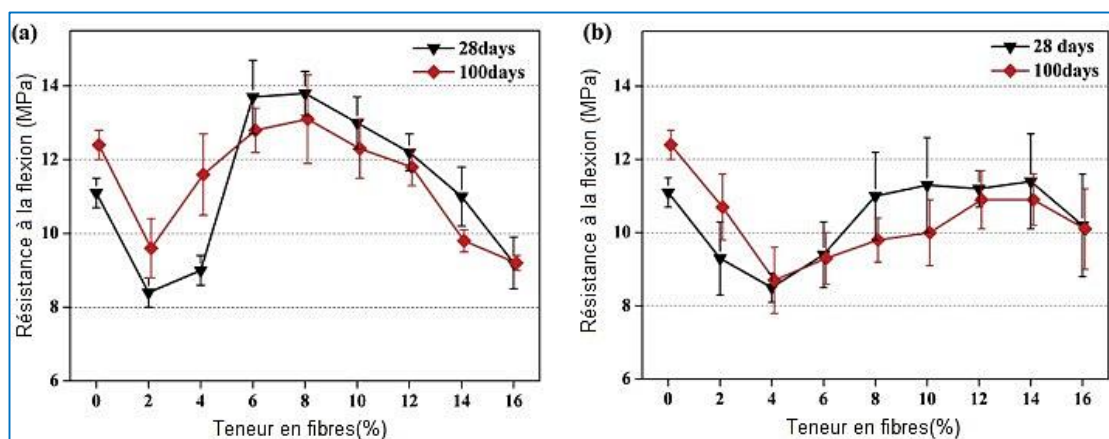 (a)
28days
100days
Résistance à la flexion (MPa)
14
12
10
8
6
0 2 4 6 8 10 12 14 16
Teneur en fibres(%)
(b)
28 days
100days
Résistance à la flexion (MPa)
14
12
10
8
6
0 2 4 6 8 10 12 14 16
Teneur en fibres(%)